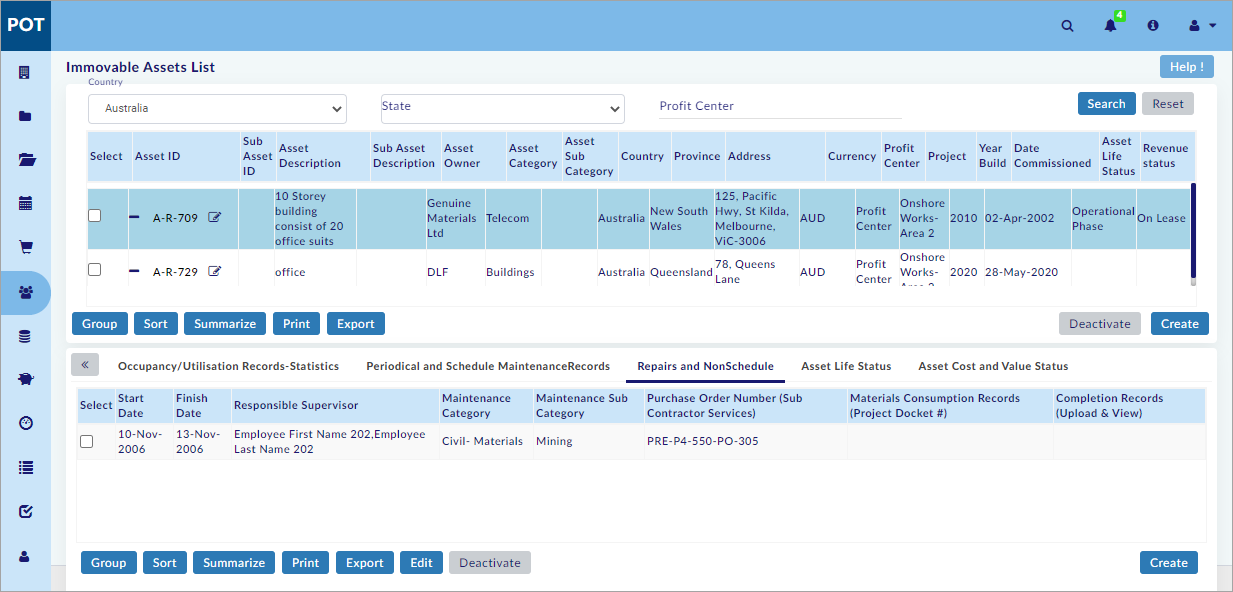 POT
4
Immovable Assets List
Help !
Country
Australia
State
Profit Center
Search
Reset
Select
Asset ID
Sub Asset ID
Asset Description
Sub Asset Description
Asset Owner
Asset Category
Asset Sub Category
Country
Province
Address
Currency
Profit Center
Project
Year Build
Date Commissioned
Asset Life Status
Revenue status
A-R-709
10 Storey building consist of 20 office suits
Genuine Materials Ltd
Telecom
Australia
New South Wales
125, Pacific Hwy, St Kilda, Melbourne, ViC-3006
AUD
Profit Center
Onshore Works- Area 2
2010
02-Apr-2002
Operational Phase
On Lease
A-R-729
office
DLF
Buildings
Australia
Queensland
78, Queens Lane
AUD
Profit Center
Onshore Works-
2020
28-May-2020
Group
Sort
Summarize
Print
Export
Deactivate
Create
«
Occupancy/Utilisation Records-Statistics
Periodical and Schedule MaintenanceRecords
Repairs and NonSchedule
Asset Life Status
Asset Cost and Value Status
Select
Start Date
Finish Date
Responsible Supervisor
Maintenance Category
Maintenance Sub Category
Purchase Order Number (Sub Contractor Services)
Materials Consumption Records (Project Docket #)
Completion Records (Upload & View)
10-Nov-2006
13-Nov-2006
Employee First Name 202,Employee Last Name 202
Civil- Materials
Mining
PRE-P4-550-PO-305
Group
Sort
Summarize
Print
Export
Edit
Deactivate
Create